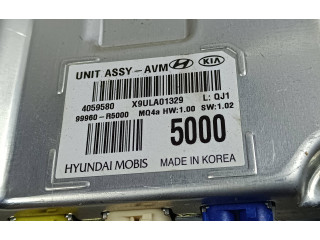 UNIT ASSY-AVM HYUNDAI KIA
4059580 X9ULA01329 L: QJ1
99960-R5000 MQ4a HW:1.00 SW:1.02
5000
HYUNDAI MOBIS MADE IN KOREA